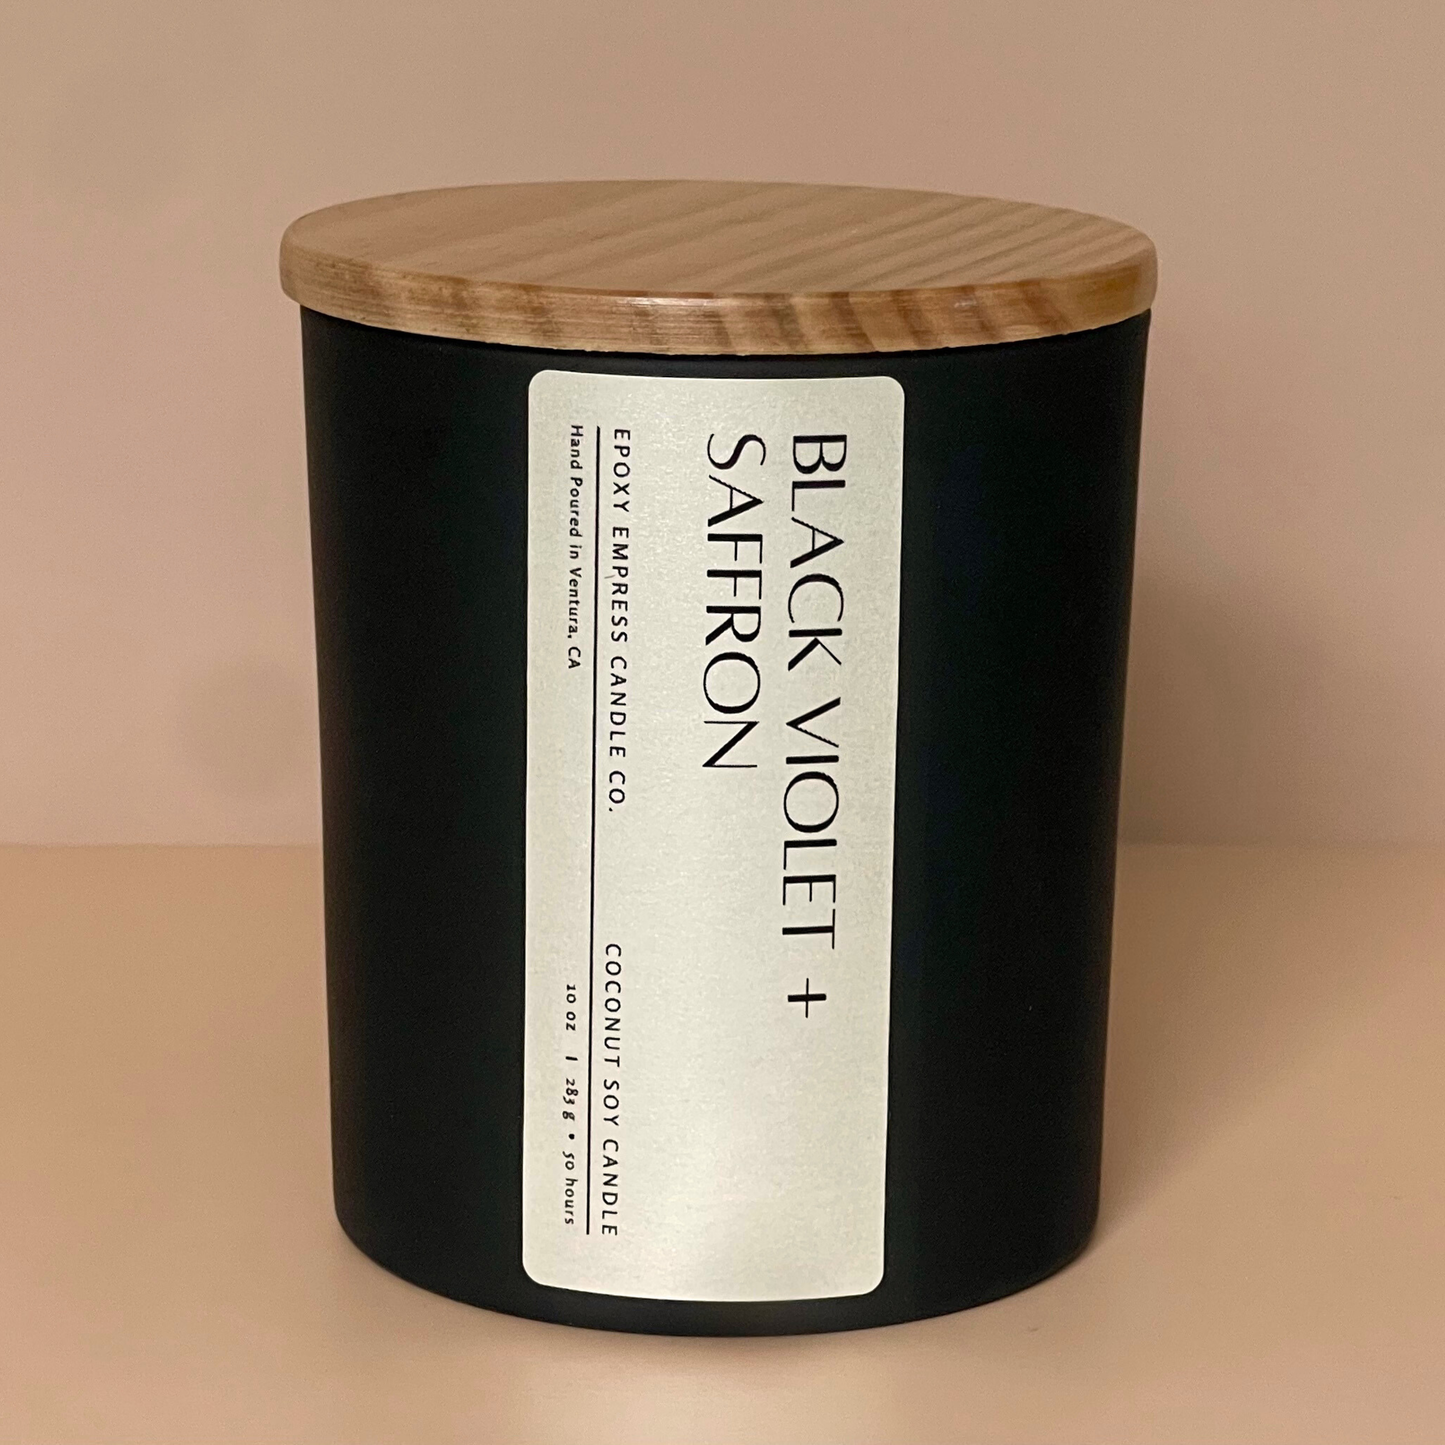 BLACK VIOLET +
SAFFRON
EPOXY EMPRESS CANDLE CO. COCONUT SOY CANDLE
Hand Poured in Ventura, CA 10 oz | 283 g • 50 hours